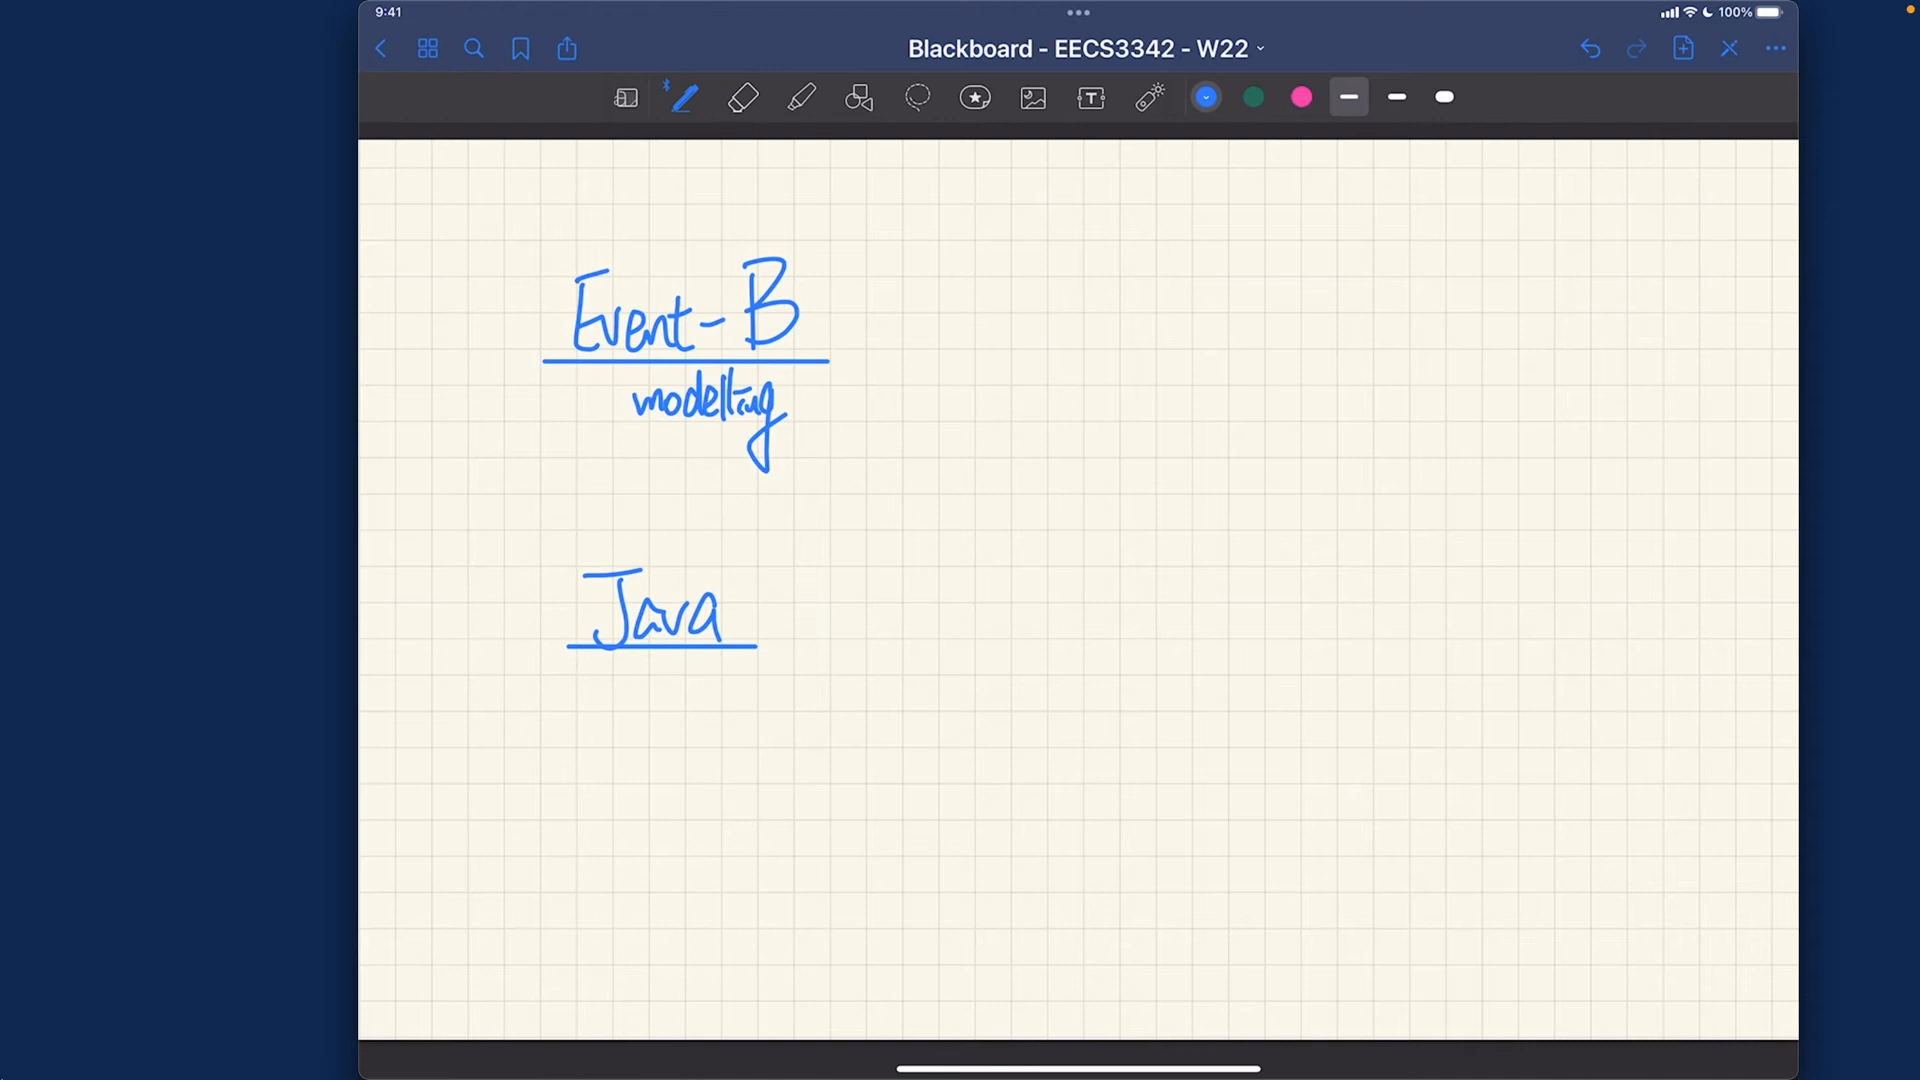 9:41
100%
Blackboard - EECS3342 - W22
Event-B
modelling
Java